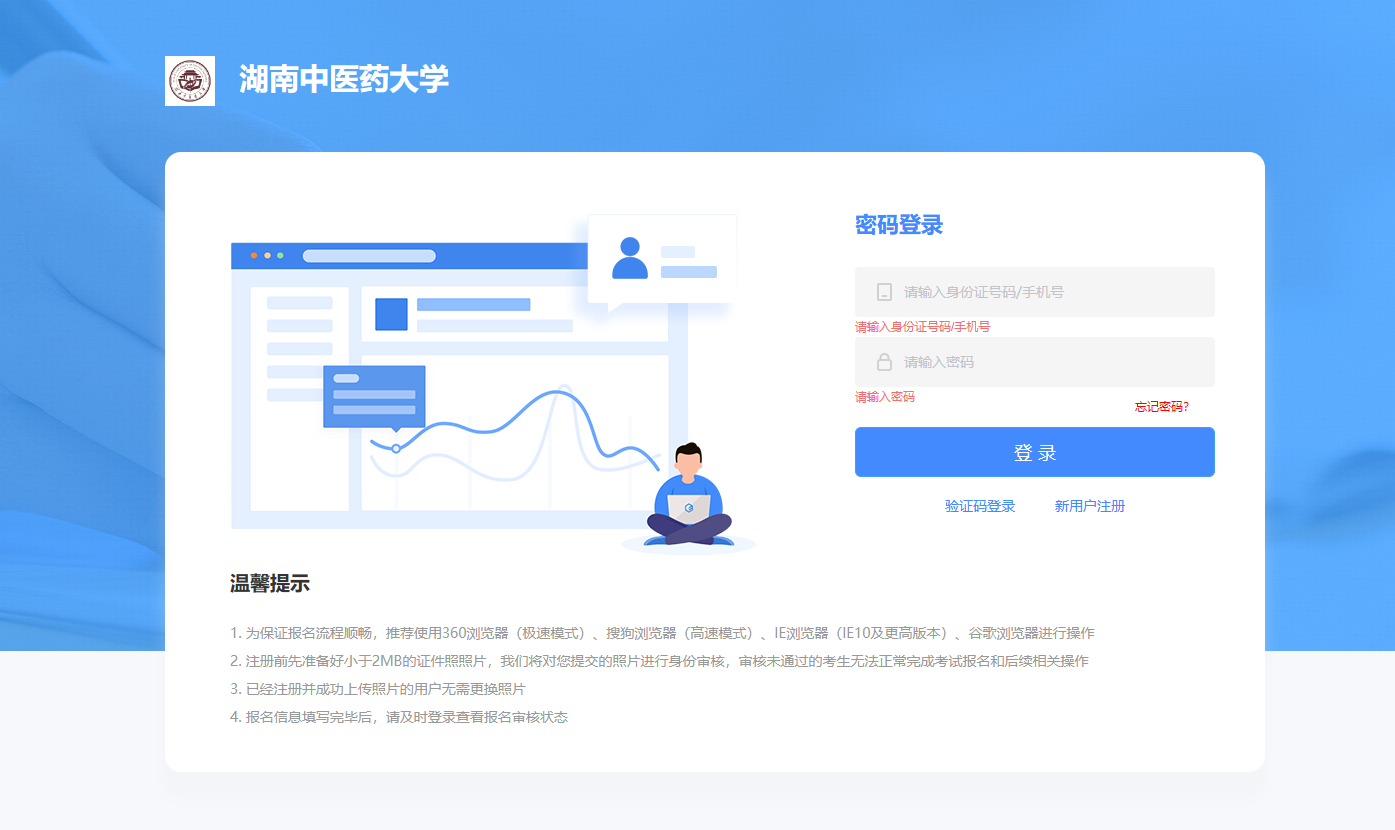 湖南中医药大学
密码登录
请输入身份证号码/手机号
请输入身份证号码/手机号
请输入密码
请输入密码
忘记密码?
登 录
验证码登录 新用户注册
温馨提示
1. 为保证报名流程顺畅，推荐使用360浏览器（极速模式）、搜狗浏览器（高速模式）、IE浏览器（IE10及更高版本）、谷歌浏览器进行操作
2. 注册前先准备好小于2MB的证件照照片，我们将对您提交的照片进行身份审核，审核未通过的考生无法正常完成考试报名和后续相关操作
3. 已经注册并成功上传照片的用户无需更换照片
4. 报名信息填写完毕后，请及时登录查看报名审核状态